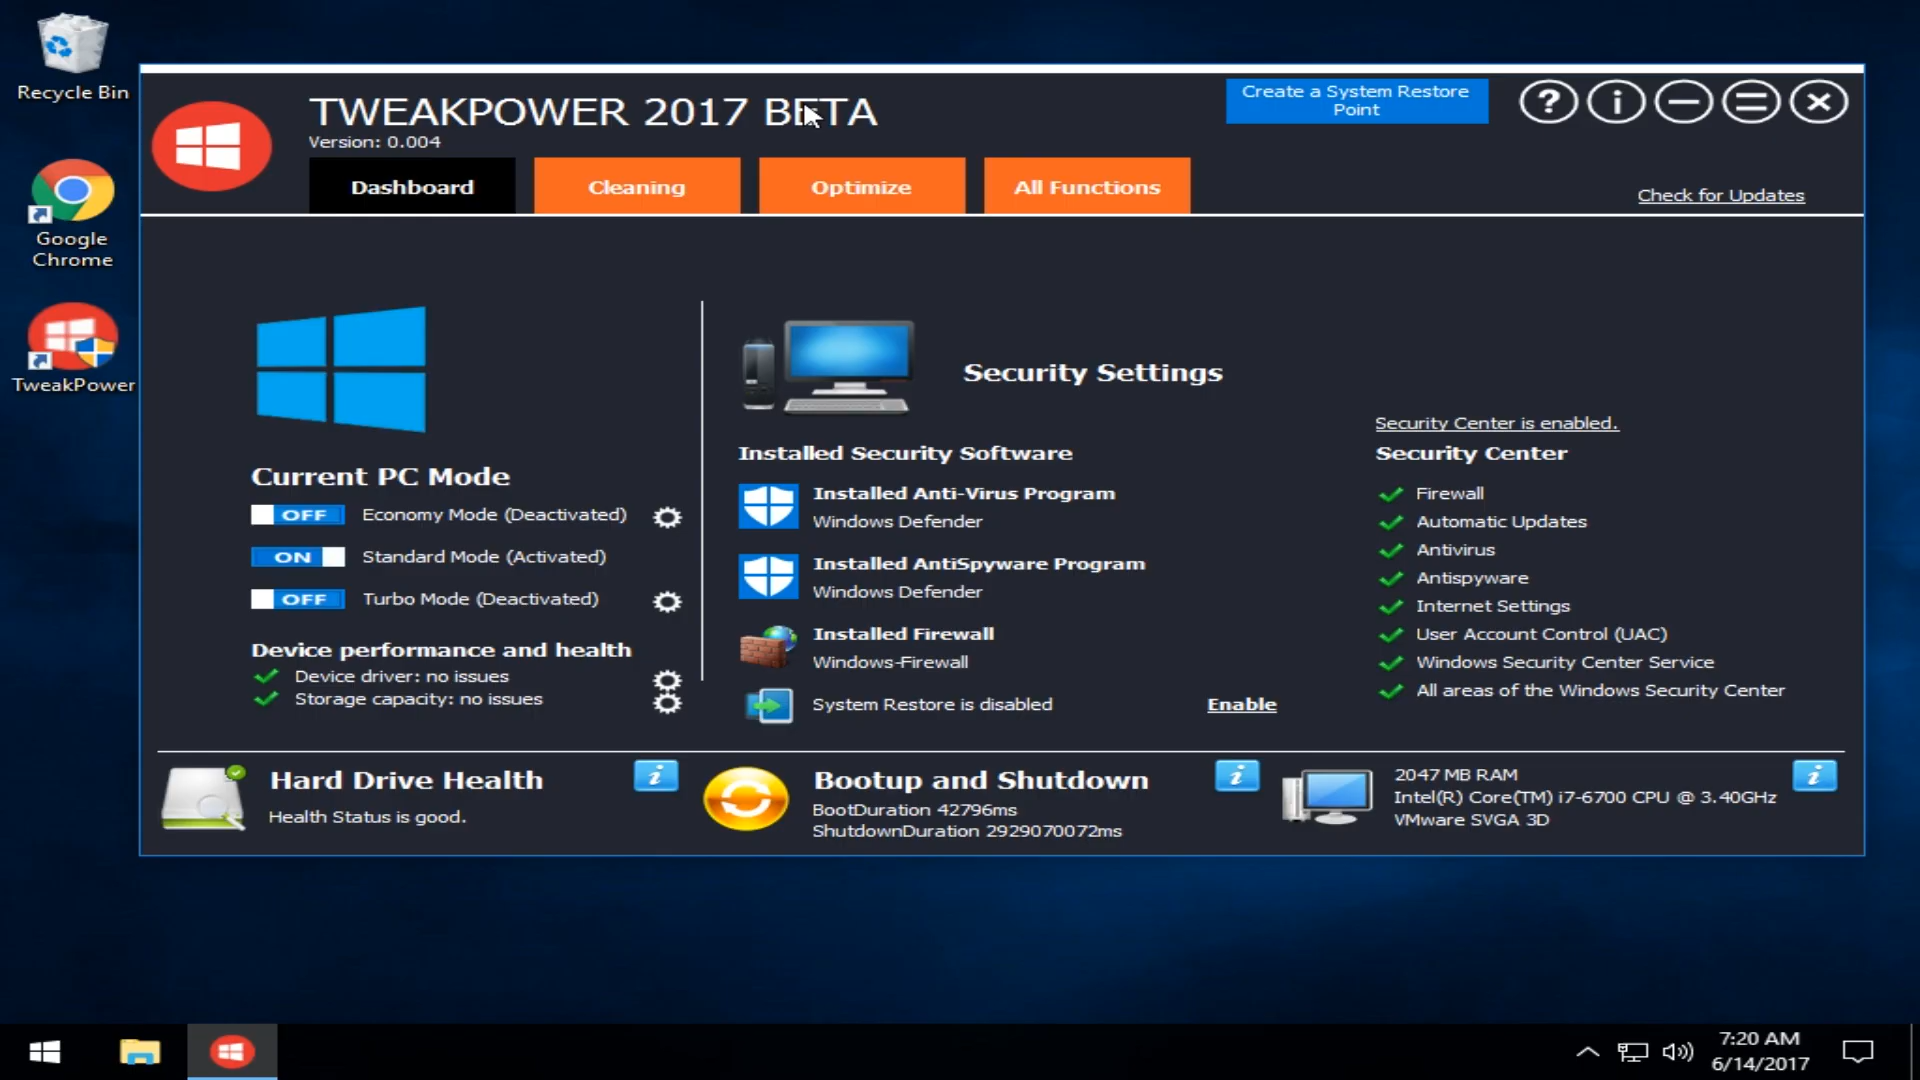 Recycle Bin
Google
Chrome
TweakPower
TWEAKPOWER 2017 BETA
Version: 0.004
Create a System Restore
Point
Dashboard
Cleaning
Optimize
All Functions
Check for Updates
Current PC Mode
OFF Economy Mode (Deactivated)
ON Standard Mode (Activated)
OFF Turbo Mode (Deactivated)
Device performance and health
Device driver: no issues
Storage capacity: no issues
Security Settings
Installed Security Software
Installed Anti-Virus Program
Windows Defender
Installed AntiSpyware Program
Windows Defender
Installed Firewall
Windows-Firewall
System Restore is disabled
Enable
Security Center is enabled.
Security Center
Firewall
Automatic Updates
Antivirus
Antispyware
Internet Settings
User Account Control (UAC)
Windows Security Center Service
All areas of the Windows Security Center
Hard Drive Health
Health Status is good.
Bootup and Shutdown
BootDuration 42796ms
ShutdownDuration 2929070072ms
2047 MB RAM
Intel(R) Core(TM) i7-6700 CPU @ 3.40GHz
VMware SVGA 3D
7:20 AM
6/14/2017